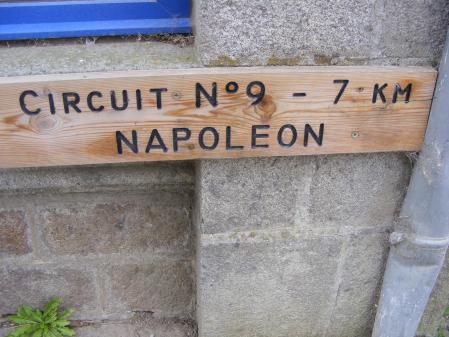 CIRCUIT N°9 - 7 KM
NAPOLEON